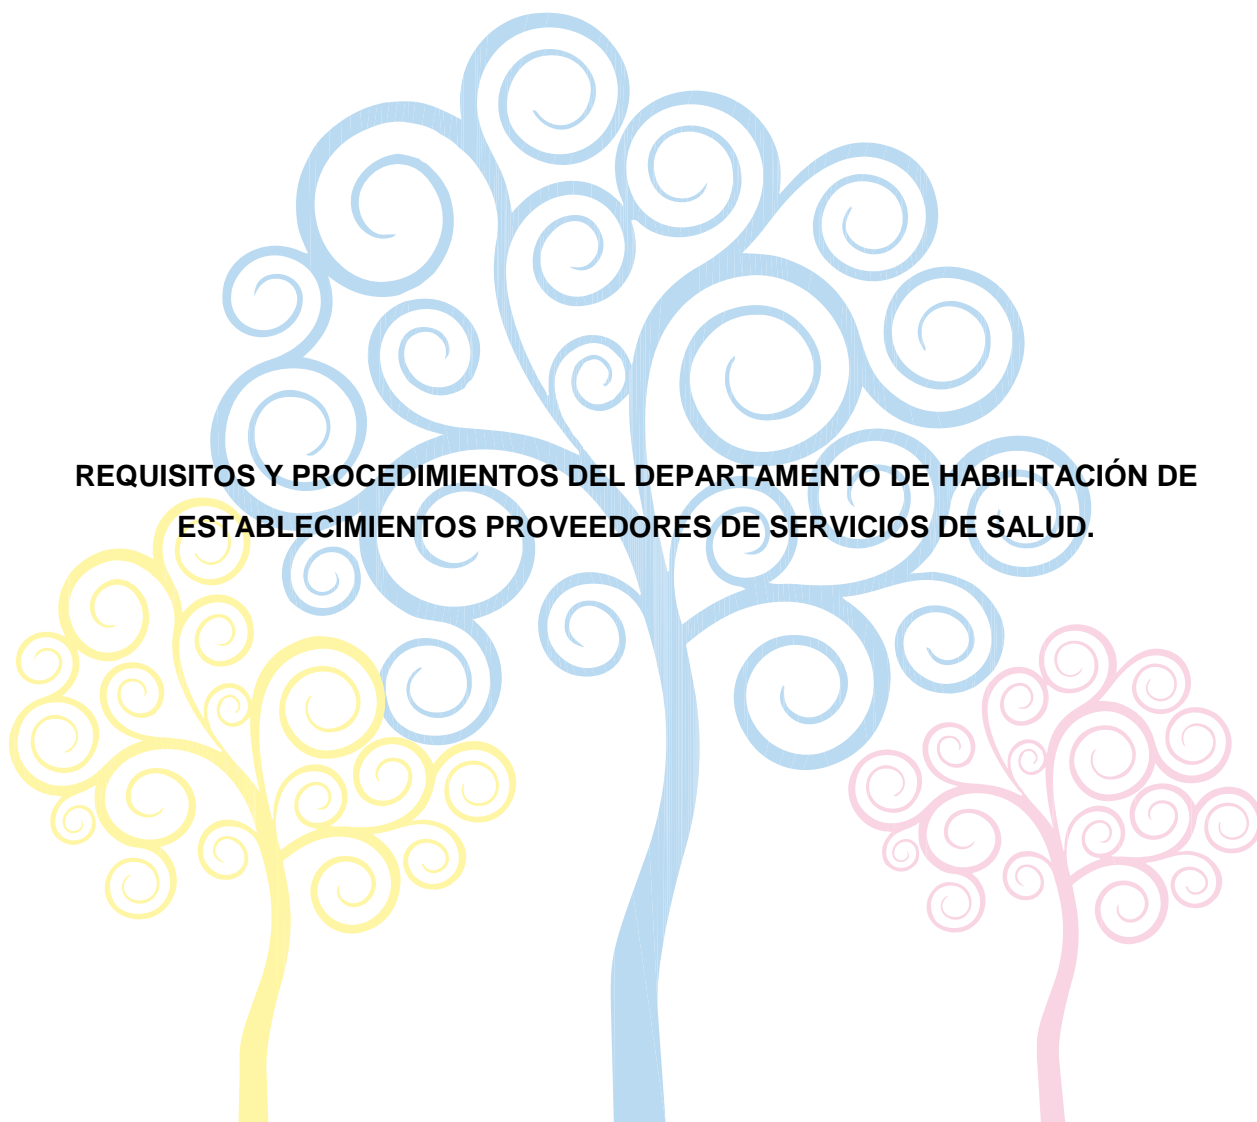 REQUISITOS Y PROCEDIMIENTOS DEL DEPARTAMENTO DE HABILITACIÓN DE
ESTABLECIMIENTOS PROVEEDORES DE SERVICIOS DE SALUD.